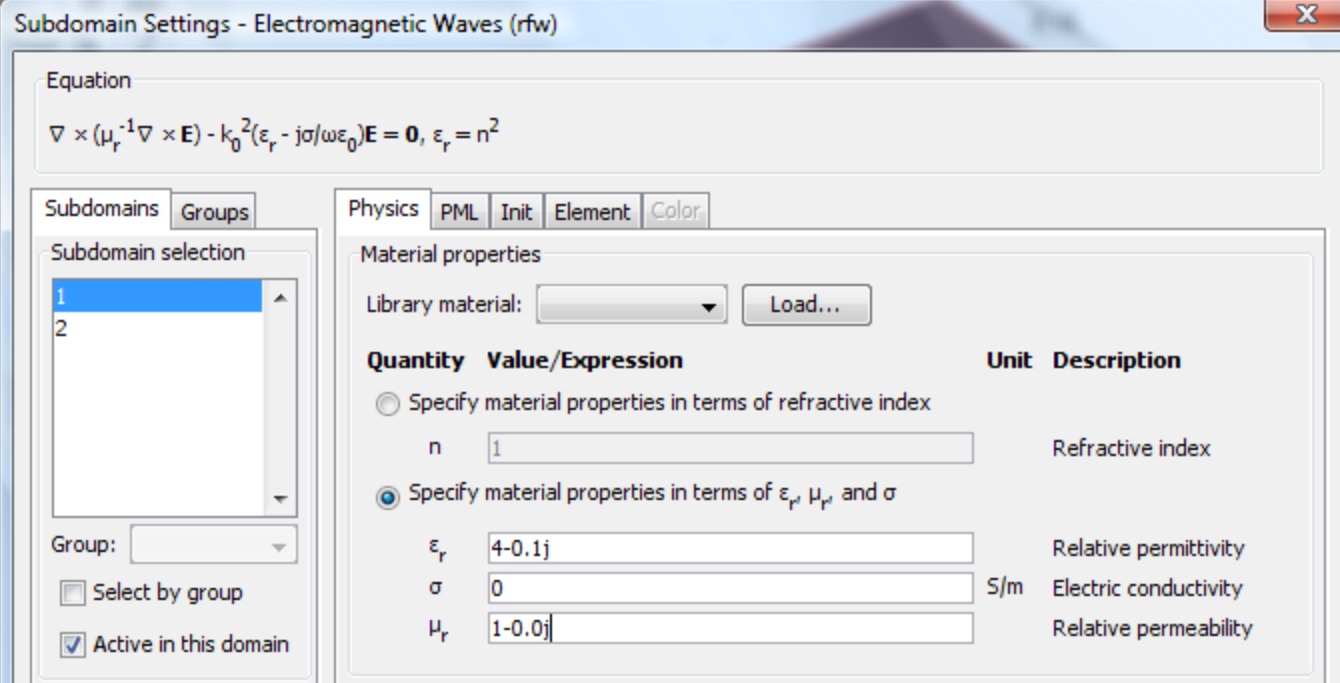 Subdomain Settings - Electromagnetic Waves (rfw)
Equation
∇ × (μr⁻¹∇ × E) - k₀²(εr - jσ/ωε₀)E = 0, εr = n²
Subdomains Groups
Physics PML Init Element Color
Subdomain selection
1
2
Group:
Select by group
Active in this domain
Material properties
Library material: Load...
Quantity Value/Expression Unit Description
Specify material properties in terms of refractive index
n 1 Refractive index
Specify material properties in terms of εr, μr, and σ
εr 4-0.1j Relative permittivity
σ 0 S/m Electric conductivity
μr 1-0.0j Relative permeability